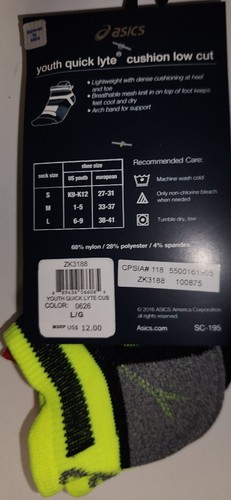 asics
youth quick lyte® cushion low cut
• Lightweight with dense cushioning at heel
and toe
• Breathable mesh knit in on top of foot keeps
feet cool and dry
• Arch band for support
shoe size
sock size US youth european
S K9-K12 27-31
M 1-5 33-37
L 6-9 38-41
Recommended Care:
Machine wash cold
Only non-chlorine bleach
when needed
Tumble dry, low
68% nylon / 28% polyester / 4% spandex
ZK3188
YOUTH QUICK LYTE CUS
COLOR: 0626
L/G
MSRP US$ 12.00
CPSIA# 118
ZK3188 100875
© 2016 ASICS America Corporation
all rights reserved.
Asics.com SC-195